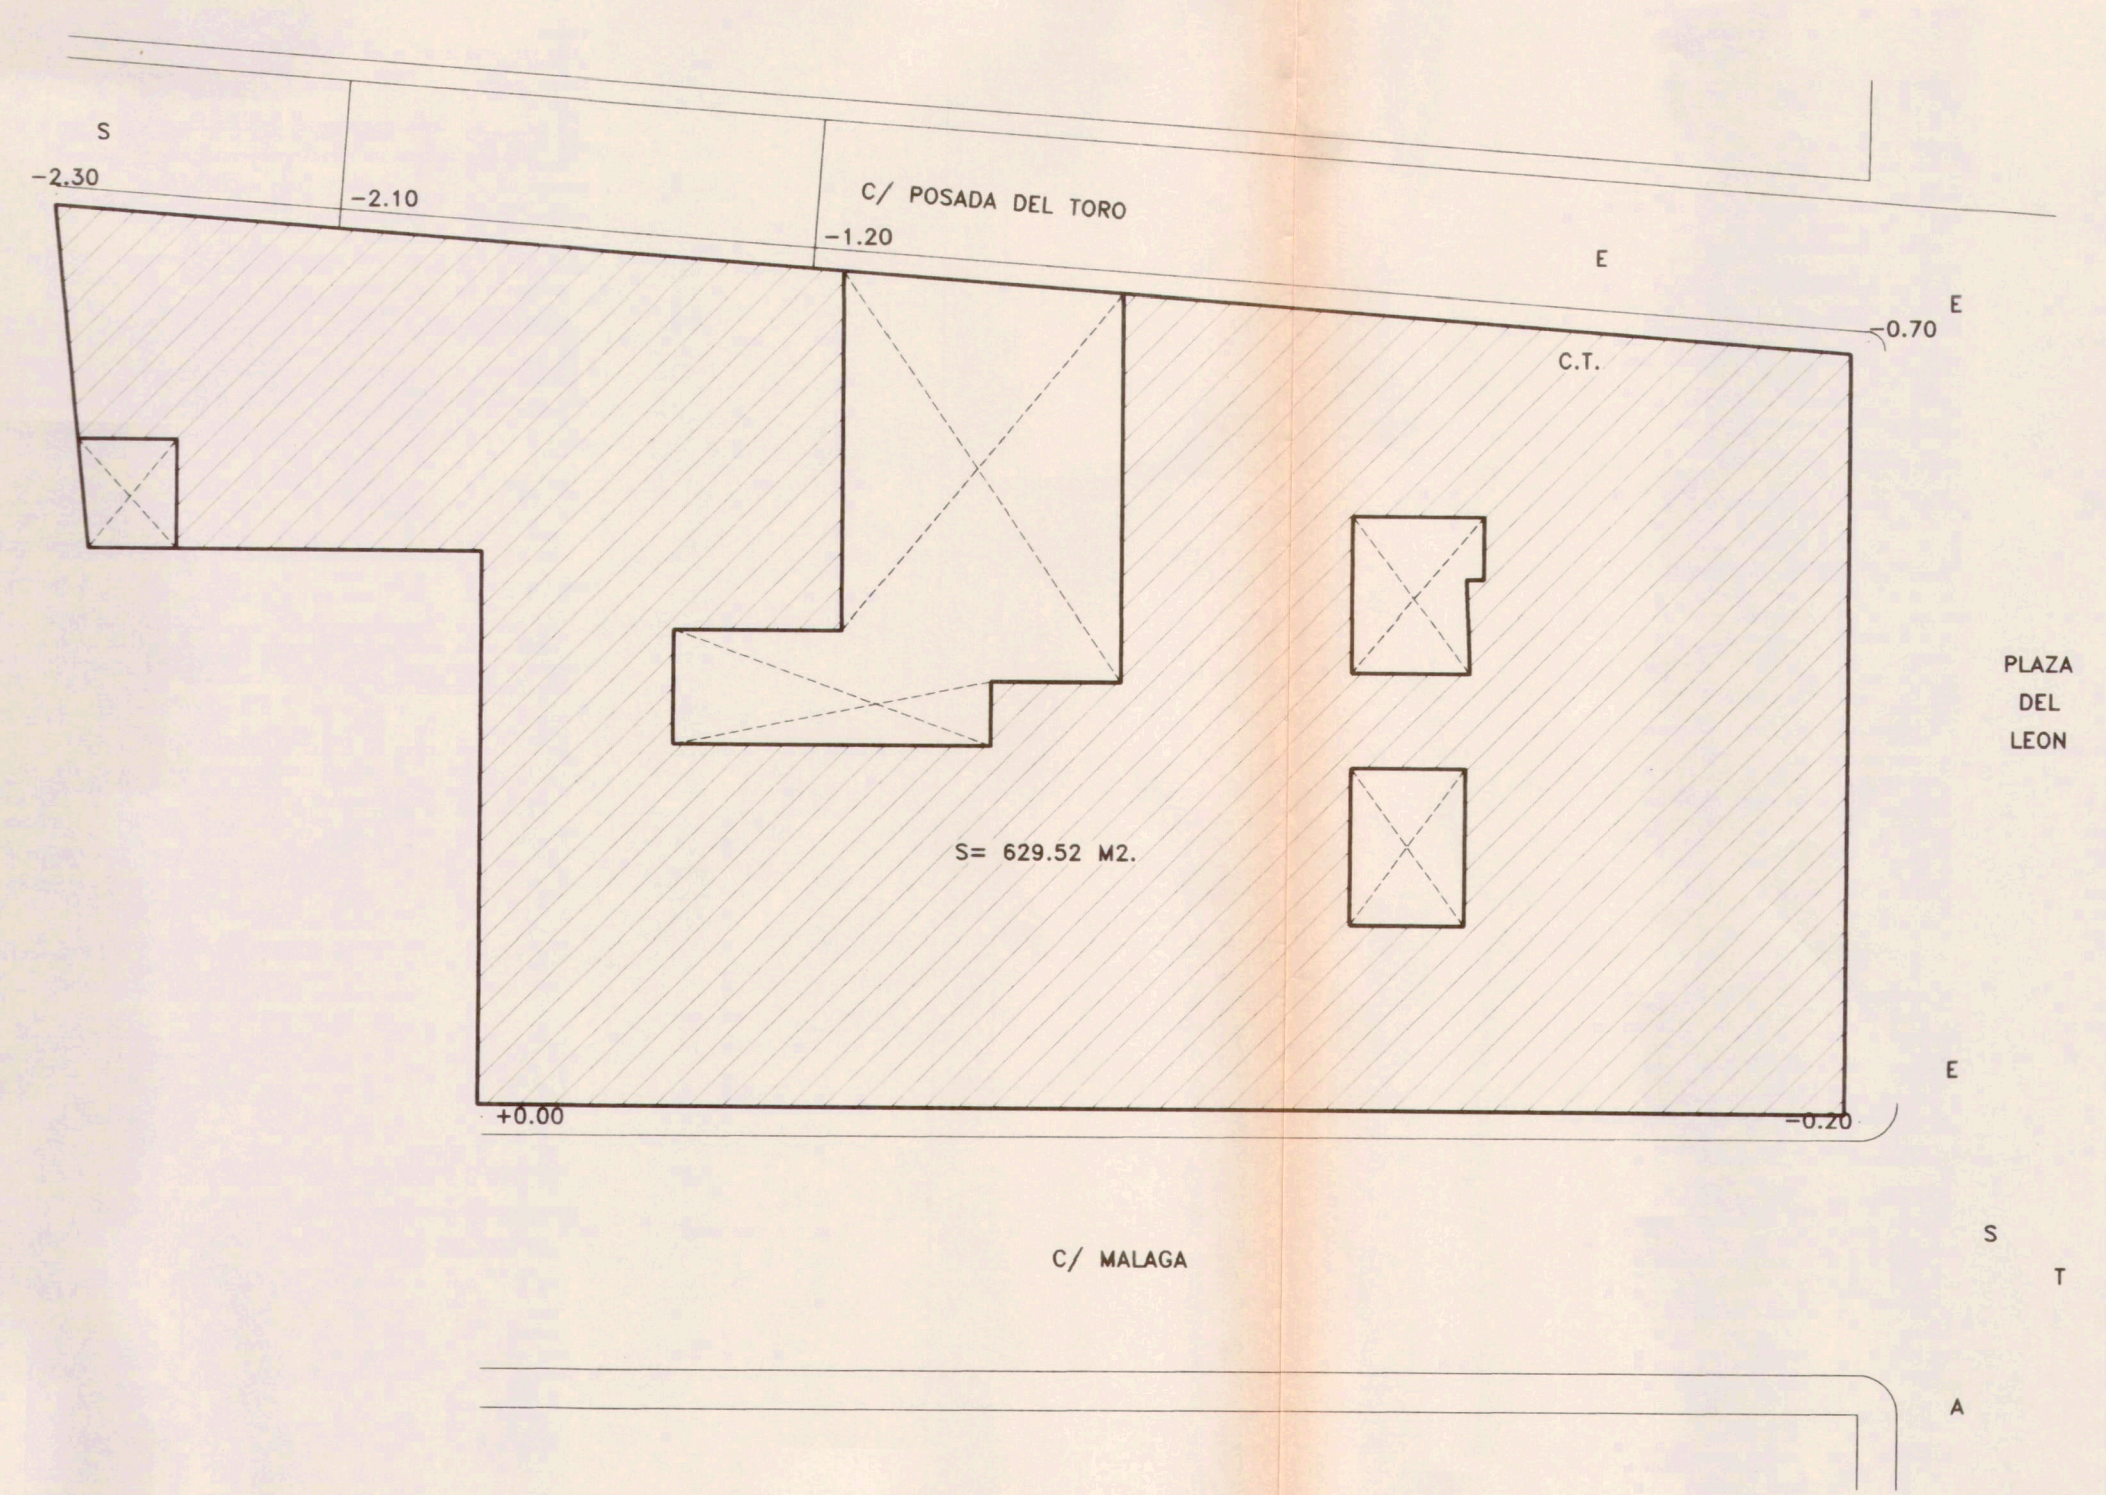 S
-2.30
-2.10
C/ POSADA DEL TORO
-1.20
E
E
-0.70
C.T.
PLAZA
DEL
LEON
S= 629.52 M2.
E
+0.00
-0.20
S
C/ MALAGA
T
A